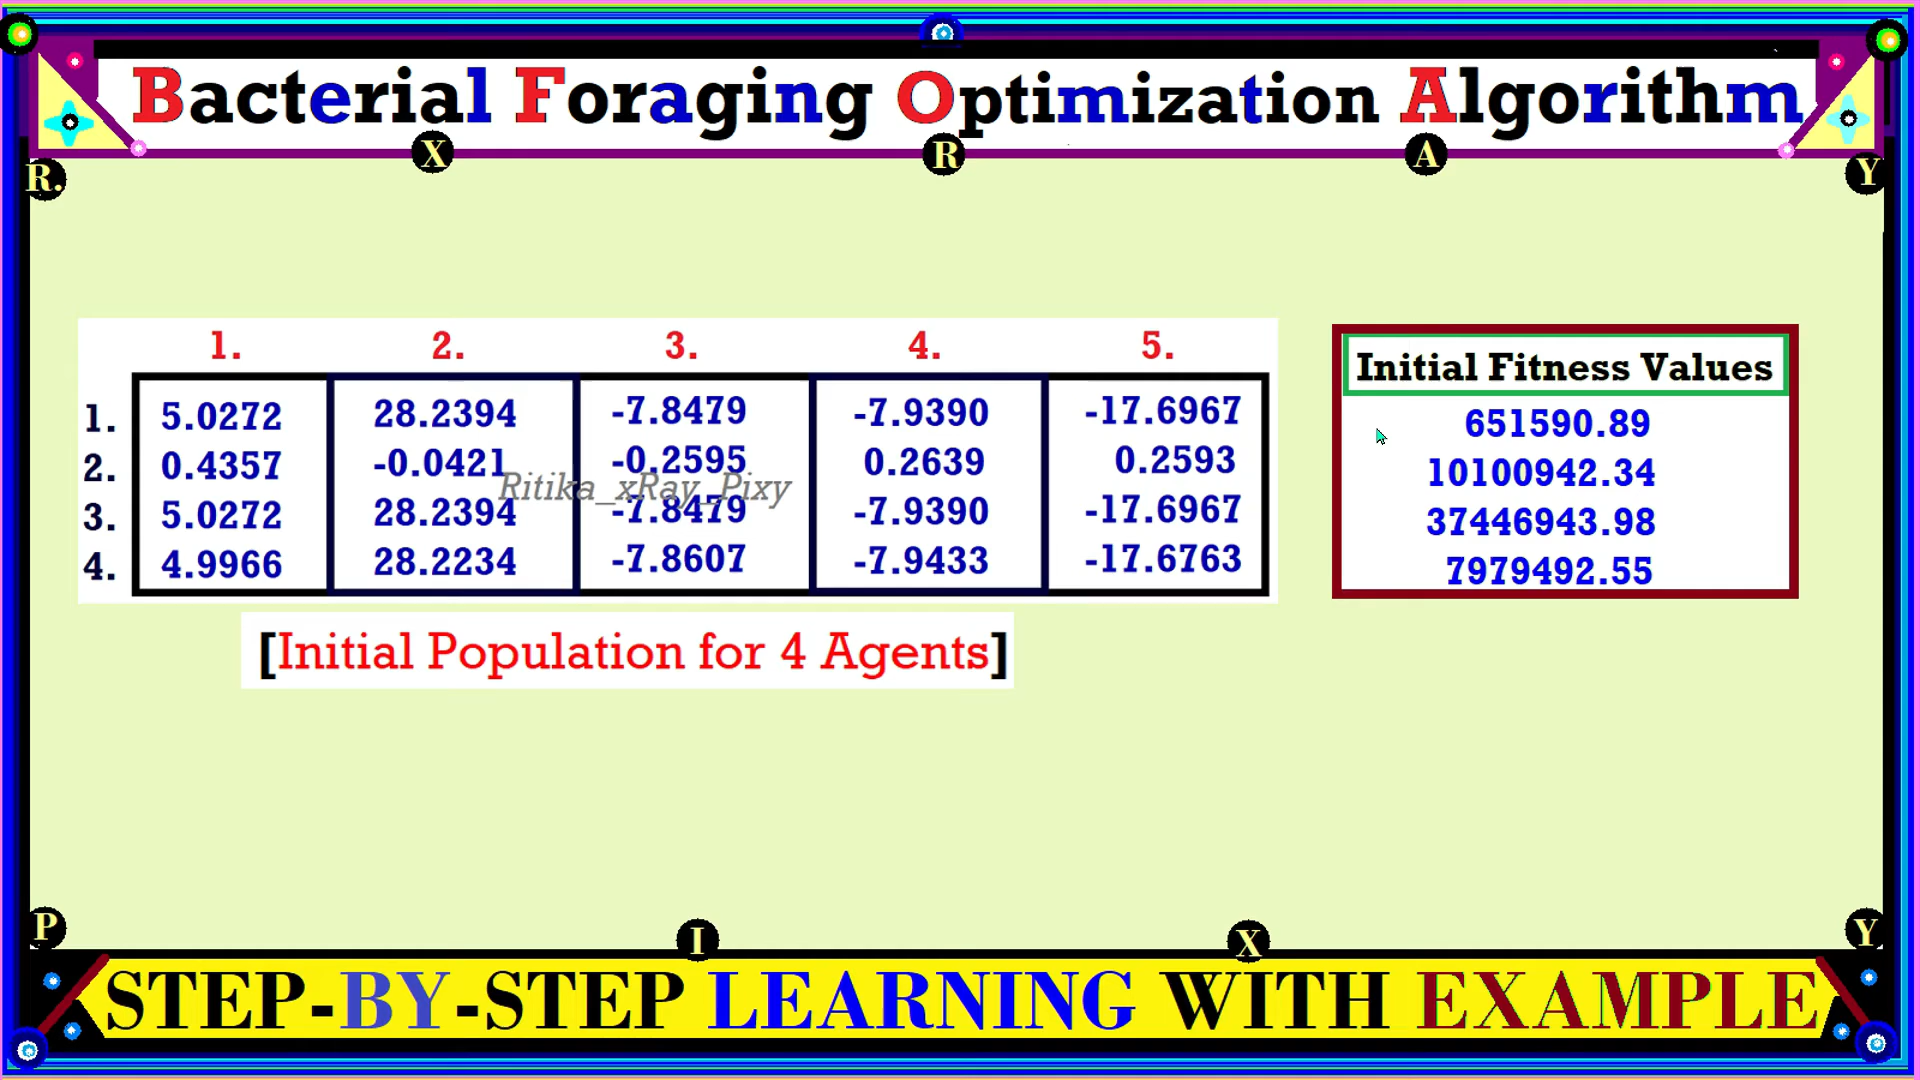 Bacterial Foraging Optimization Algorithm
R. X R A Y
1. 2. 3. 4. 5.
1. 5.0272 28.2394 -7.8479 -7.9390 -17.6967
2. 0.4357 -0.0421 -0.2595 0.2639 0.2593
Ritika_xRay_Pixy
3. 5.0272 28.2394 -7.8479 -7.9390 -17.6967
4. 4.9966 28.2234 -7.8607 -7.9433 -17.6763
Initial Fitness Values
651590.89
10100942.34
37446943.98
7979492.55
[Initial Population for 4 Agents]
P I X Y
STEP-BY-STEP LEARNING WITH EXAMPLE